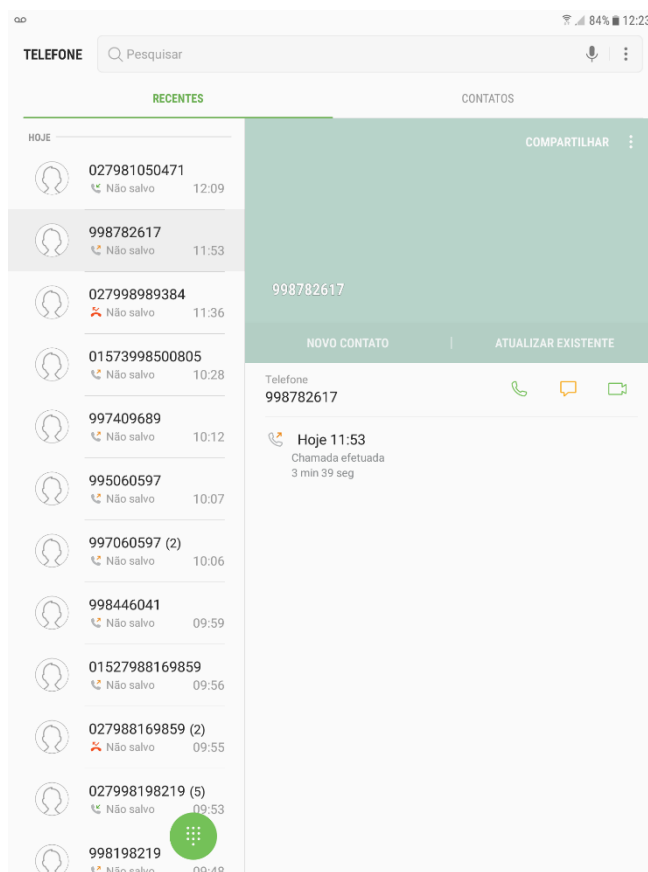 84% 12:23
TELEFONE
Pesquisar
RECENTES
CONTATOS
HOJE
027981050471
Não salvo 12:09
998782617
Não salvo 11:53
027998989384
Não salvo 11:36
01573998500805
Não salvo 10:28
997409689
Não salvo 10:12
995060597
Não salvo 10:07
997060597 (2)
Não salvo 10:06
998446041
Não salvo 09:59
01527988169859
Não salvo 09:56
027988169859 (2)
Não salvo 09:55
027998198219 (5)
Não salvo 09:53
998198219
Não salvo 09:48
COMPARTILHAR
998782617
NOVO CONTATO | ATUALIZAR EXISTENTE
Telefone
998782617
Hoje 11:53
Chamada efetuada
3 min 39 seg